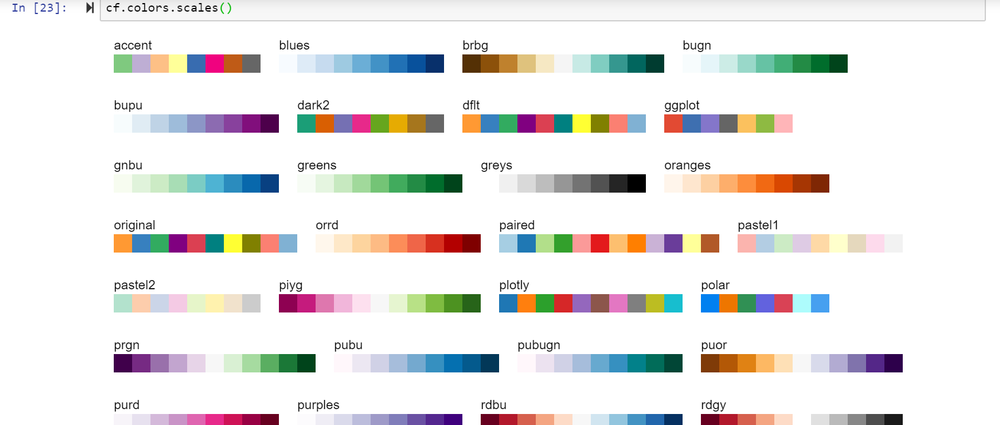 In [23]: cf.colors.scales()
accent blues brbg bugn
bupu dark2 dflt ggplot
gnbu greens greys oranges
original orrd paired pastel1
pastel2 piyg plotly polar
prgn pubu pubugn puor
purd purples rdbu rdgy